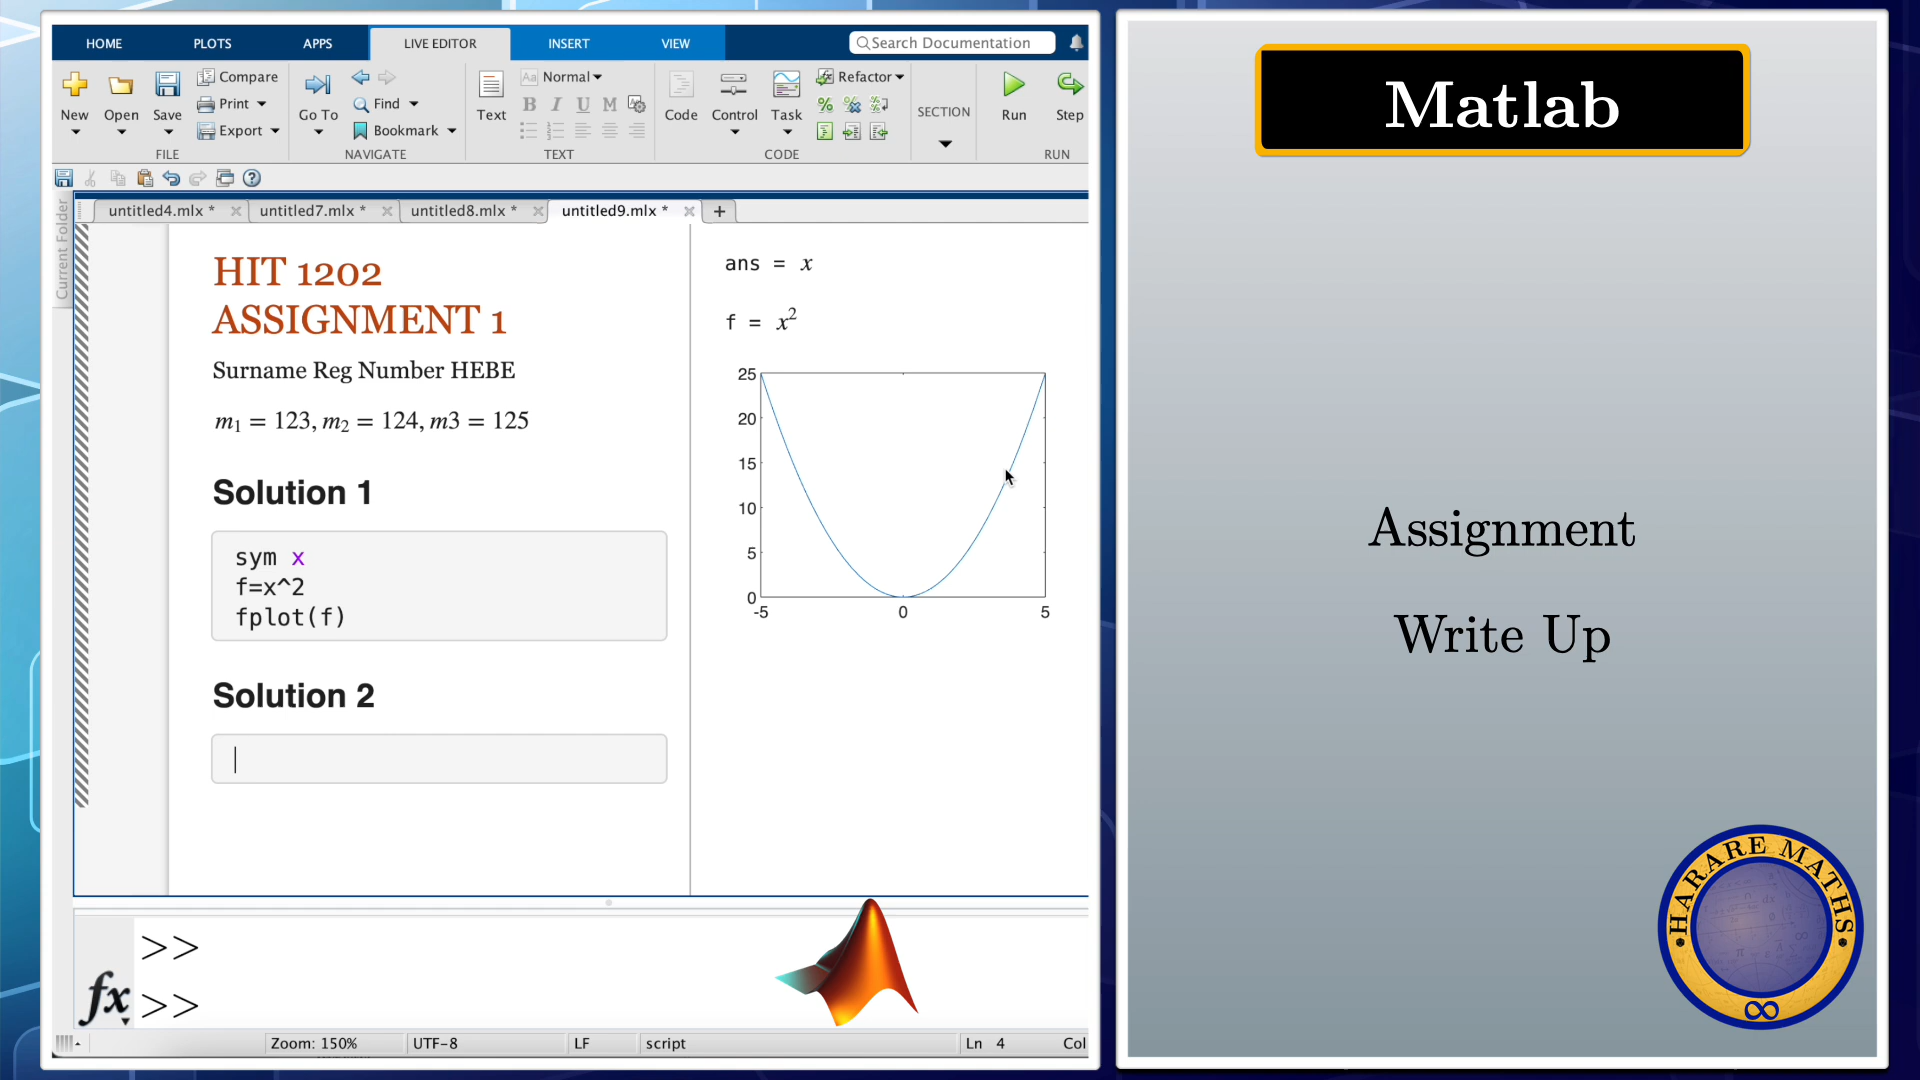 HOME PLOTS APPS LIVE EDITOR INSERT VIEW Search Documentation
New Open Save Compare Print Export
FILE
Go To Find Bookmark
NAVIGATE
Text Aa Normal
B I U M
TEXT
Code Control Task Refactor
CODE
SECTION
Run Step
RUN
Current Folder
untitled4.mlx * untitled7.mlx * untitled8.mlx * untitled9.mlx * +
HIT 1202
ASSIGNMENT 1
Surname Reg Number HEBE
m₁ = 123, m₂ = 124, m3 = 125
Solution 1
sym x
f=x^2
fplot(f)
Solution 2
ans = x
f = x²
25
20
15
10
5
0
-5 0 5
>>
fx >>
Zoom: 150% UTF-8 LF script Ln 4 Col
Matlab
Assignment
Write Up
HARARE MATHS
∞